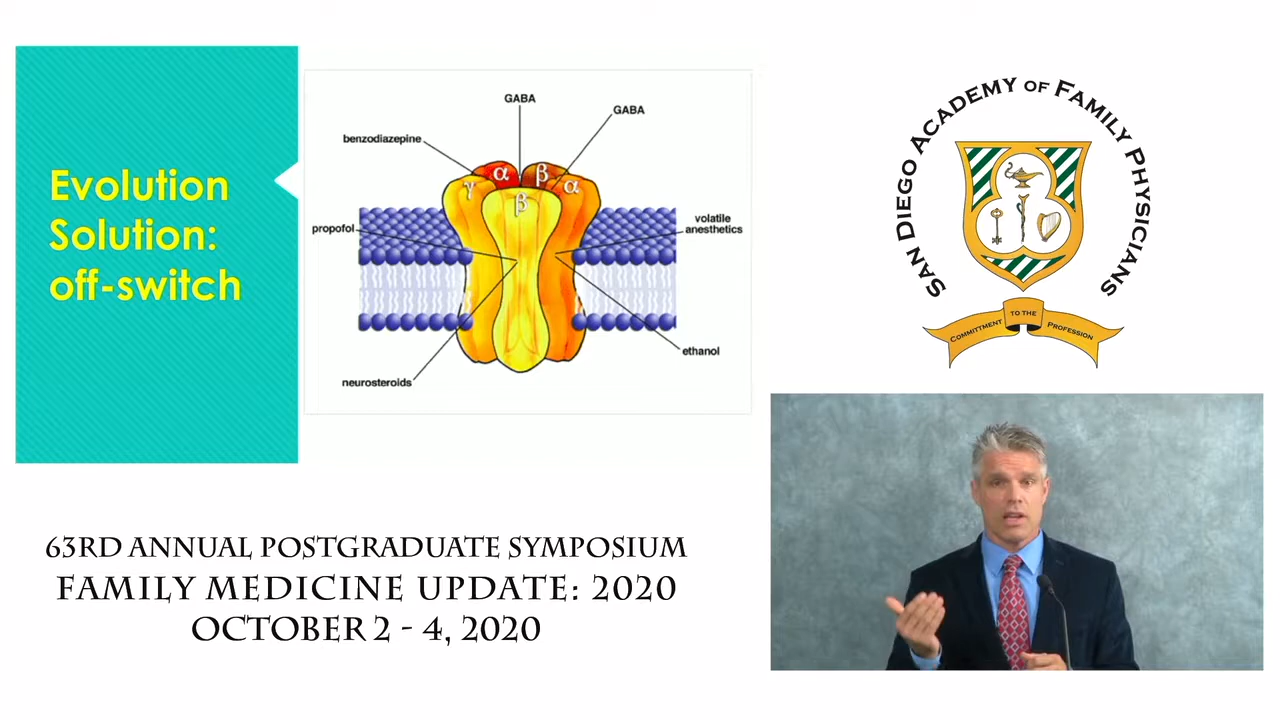 Evolution
Solution:
off-switch
GABA
GABA
benzodiazepine
α
β
γ
α
β
propofol
volatile
anesthetics
ethanol
neurosteroids
SAN DIEGO ACADEMY OF FAMILY PHYSICIANS
COMMITTMENT TO THE PROFESSION
63RD ANNUAL POSTGRADUATE SYMPOSIUM
FAMILY MEDICINE UPDATE: 2020
OCTOBER 2 - 4, 2020